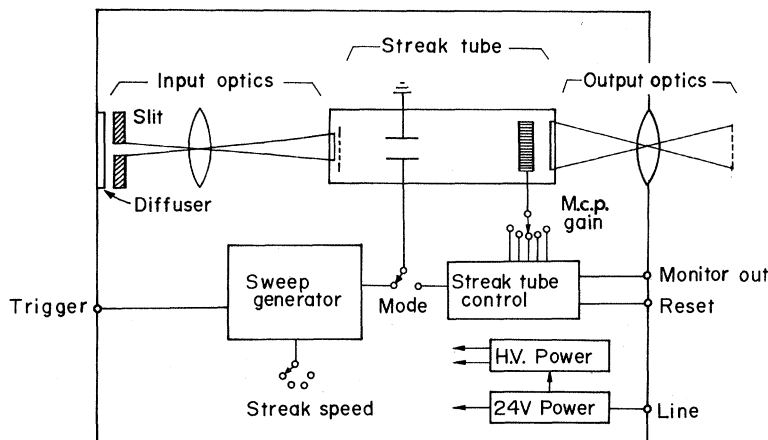 Streak tube
Input optics
Output optics
Slit
Diffuser
M.c.p.
gain
Sweep
generator
Mode
Streak tube
control
Monitor out
Reset
Trigger
Streak speed
H.V. Power
24V Power
Line